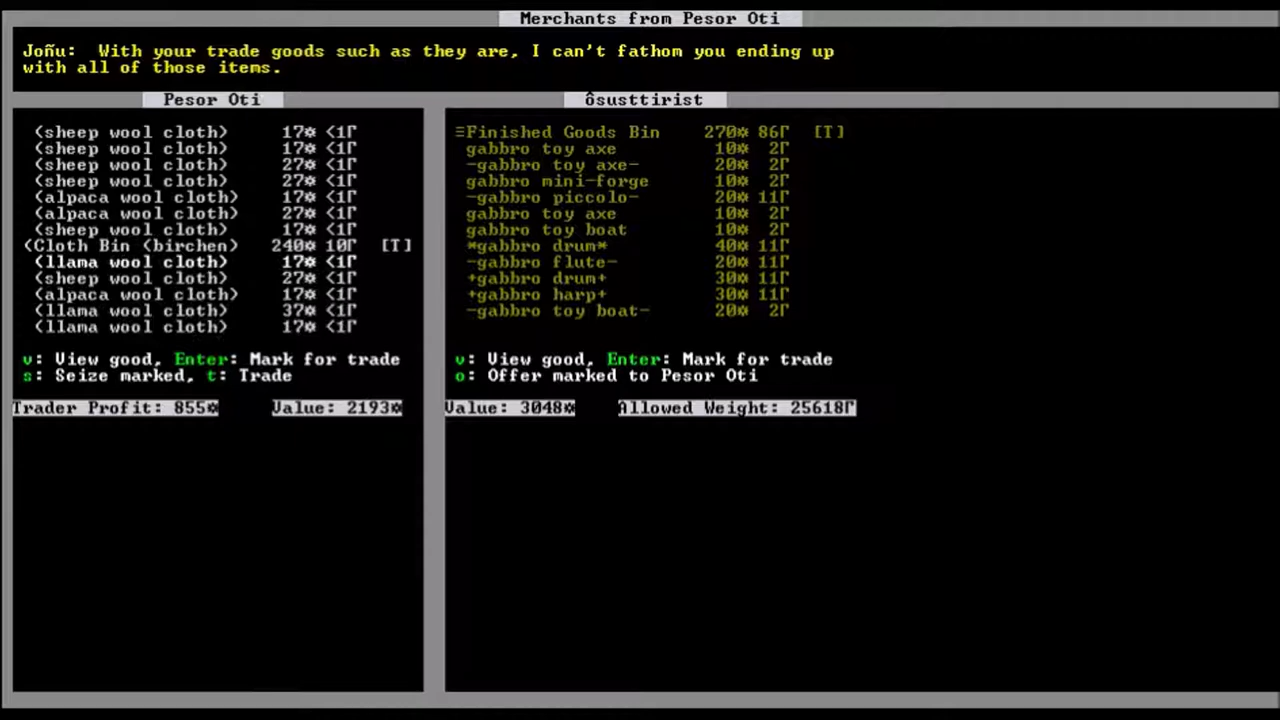 Merchants from Pesor Oti
Joñu: With your trade goods such as they are, I can't fathom you ending up
with all of those items.
Pesor Oti
(sheep wool cloth) 17☼ <1Γ
(sheep wool cloth) 17☼ <1Γ
(sheep wool cloth) 27☼ <1Γ
(sheep wool cloth) 27☼ <1Γ
(alpaca wool cloth) 17☼ <1Γ
(alpaca wool cloth) 27☼ <1Γ
(sheep wool cloth) 17☼ <1Γ
(Cloth Bin (birchen) 240☼ 10Γ [T]
(llama wool cloth) 17☼ <1Γ
(sheep wool cloth) 27☼ <1Γ
(alpaca wool cloth) 17☼ <1Γ
(llama wool cloth) 37☼ <1Γ
(llama wool cloth) 17☼ <1Γ
v: View good, Enter: Mark for trade
s: Seize marked, t: Trade
Trader Profit: 855☼ Value: 2193☼
Ôsusttirist
≡Finished Goods Bin 270☼ 86Γ [T]
gabbro toy axe 10☼ 2Γ
-gabbro toy axe- 20☼ 2Γ
gabbro mini-forge 10☼ 2Γ
-gabbro piccolo- 20☼ 11Γ
gabbro toy axe 10☼ 2Γ
gabbro toy boat 10☼ 2Γ
*gabbro drum* 40☼ 11Γ
-gabbro flute- 20☼ 11Γ
+gabbro drum+ 30☼ 11Γ
+gabbro harp+ 30☼ 11Γ
-gabbro toy boat- 20☼ 2Γ
v: View good, Enter: Mark for trade
o: Offer marked to Pesor Oti
Value: 3048☼ Allowed Weight: 25618Γ